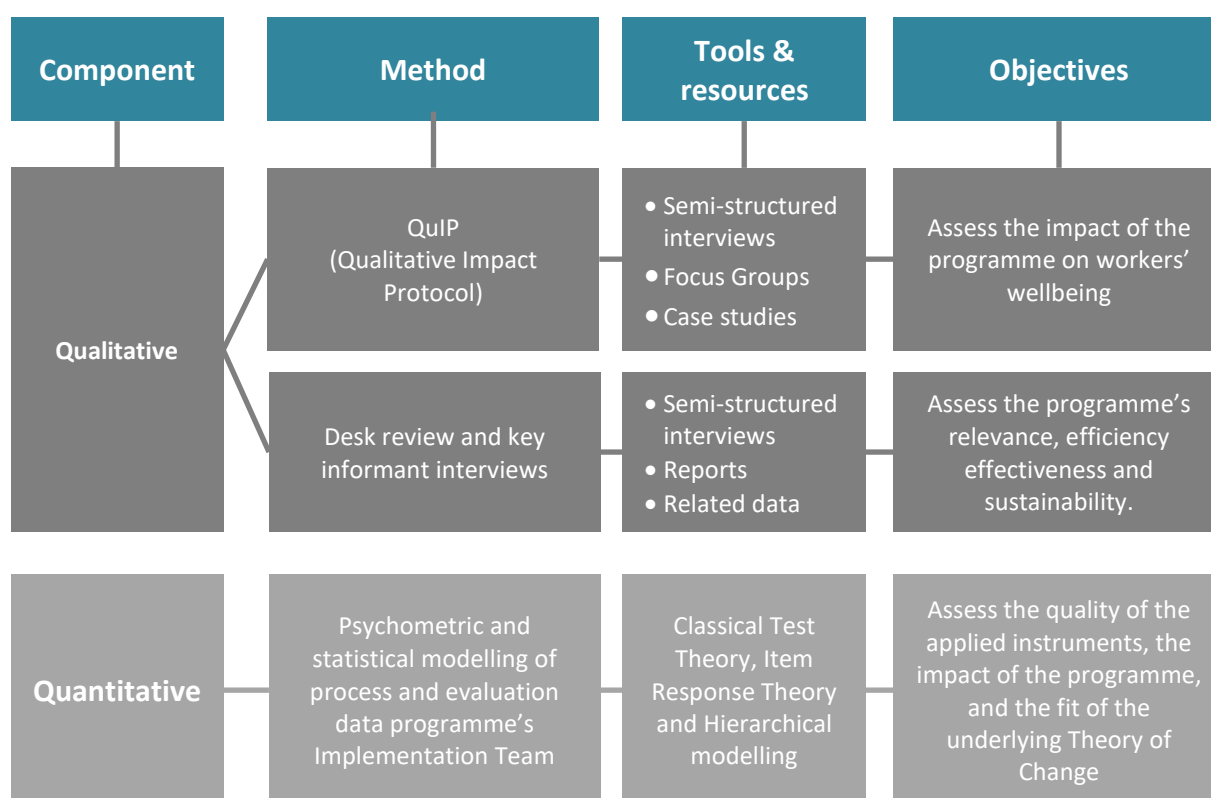 Component
Method
Tools &
resources
Objectives
Qualitative
QuIP
(Qualitative Impact
Protocol)
• Semi-structured
interviews
• Focus Groups
• Case studies
Assess the impact of the
programme on workers’
wellbeing
Desk review and key
informant interviews
• Semi-structured
interviews
• Reports
• Related data
Assess the programme’s
relevance, efficiency
effectiveness and
sustainability.
Quantitative
Psychometric and
statistical modelling of
process and evaluation
data programme’s
Implementation Team
Classical Test
Theory, Item
Response Theory
and Hierarchical
modelling
Assess the quality of the
applied instruments, the
impact of the programme,
and the fit of the
underlying Theory of
Change